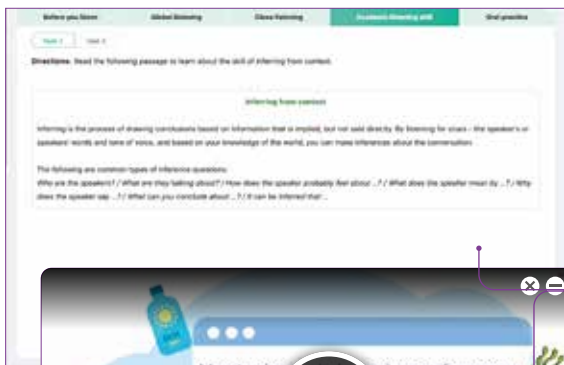 Before you listen Global listening Close listening Academic listening skill Oral practice
Task 1 Task 2
Directions: Read the following passage to learn about the skill of inferring from context.
Inferring from context
Inferring is the process of drawing conclusions based on information that is implied, but not said directly. By listening for clues - the speaker's or
speakers' words and tone of voice, and based on your knowledge of the world, you can make inferences about the conversation.
The following are common types of inference questions:
Who are the speakers? / What are they talking about? / How does the speaker probably feel about ...? / What does the speaker mean by ...? / Why
does the speaker say ...? / What can you conclude about ...? / It can be inferred that ...